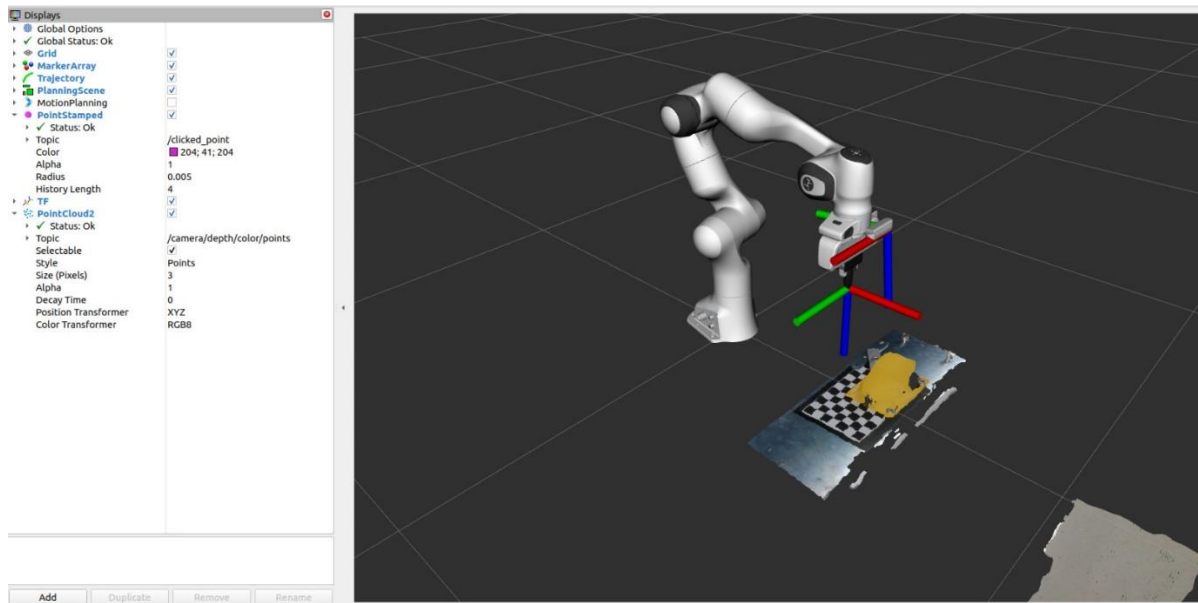 Displays
Global Options
Global Status: Ok
Grid
MarkerArray
Trajectory
PlanningScene
MotionPlanning
PointStamped
Status: Ok
Topic /clicked_point
Color 204; 41; 204
Alpha 1
Radius 0.005
History Length 4
TF
PointCloud2
Status: Ok
Topic /camera/depth/color/points
Selectable
Style Points
Size (Pixels) 3
Alpha 1
Decay Time 0
Position Transformer XYZ
Color Transformer RGB8
Add Duplicate Remove Rename